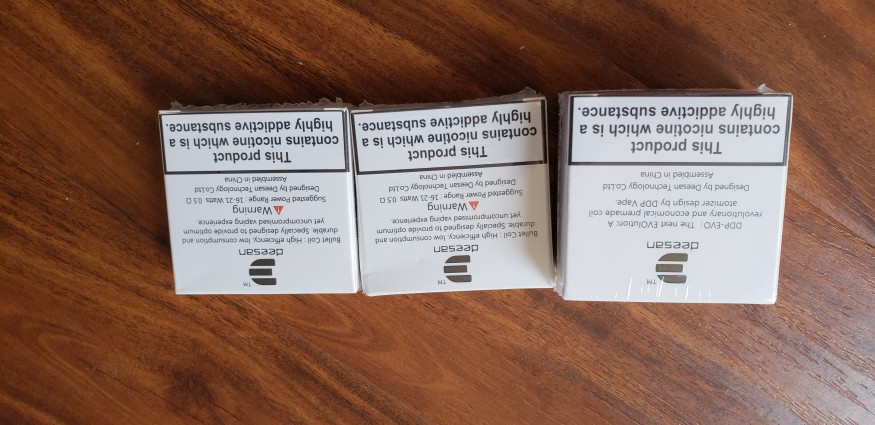 TM
deesan
DDP-EVO: The next EVOlution: A
revolutionary and economical premade coil
atomizer design by DDP Vape.
Designed by Deesan Technology Co.Ltd
Assembled in China
This product
contains nicotine which is a
highly addictive substance.
TM
deesan
Bullet Coil : High efficiency, low consumption and
durable. Specially designed to provide optimum
yet uncompromised vaping experience.
Warning
Suggested Power Range: 16-21 Watts 0.5 Ω
Designed by Deesan Technology Co.Ltd
Assembled in China
This product
contains nicotine which is a
highly addictive substance.
TM
deesan
Bullet Coil : High efficiency, low consumption and
durable. Specially designed to provide optimum
yet uncompromised vaping experience.
Warning
Suggested Power Range: 16-21 Watts 0.5 Ω
Designed by Deesan Technology Co.Ltd
Assembled in China
This product
contains nicotine which is a
highly addictive substance.